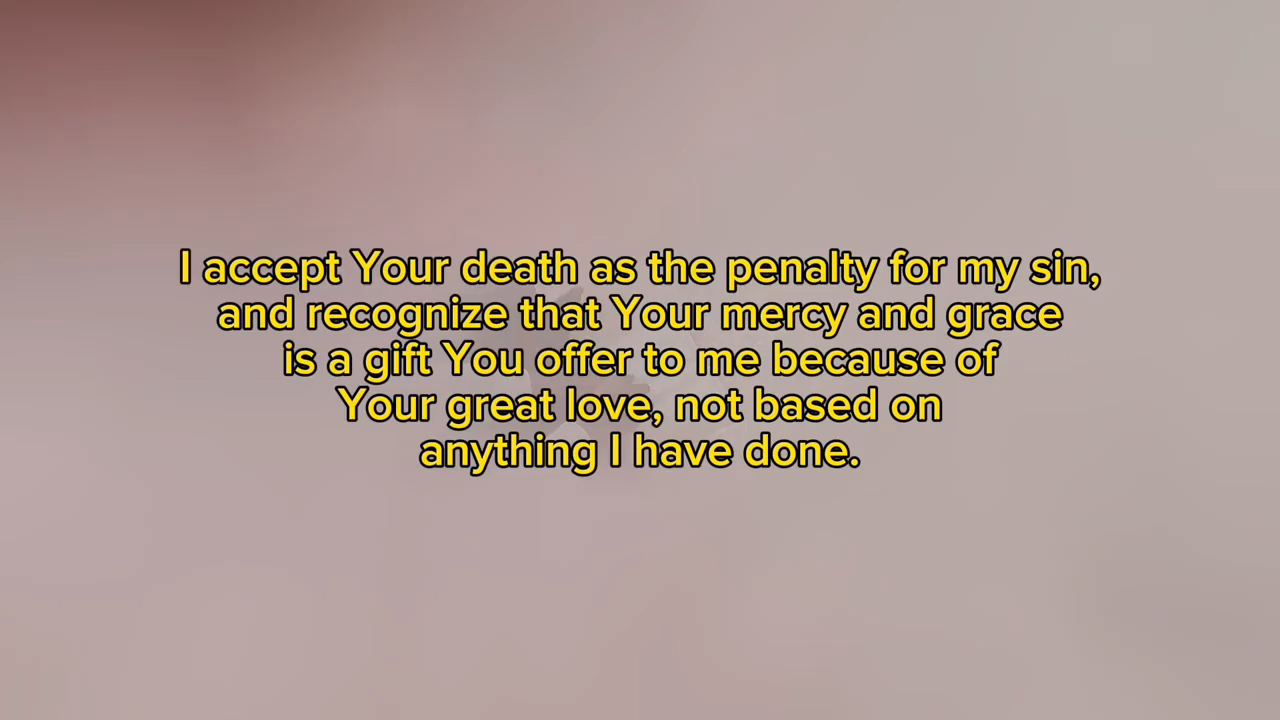 I accept Your death as the penalty for my sin,
and recognize that Your mercy and grace
is a gift You offer to me because of
Your great love, not based on
anything I have done.